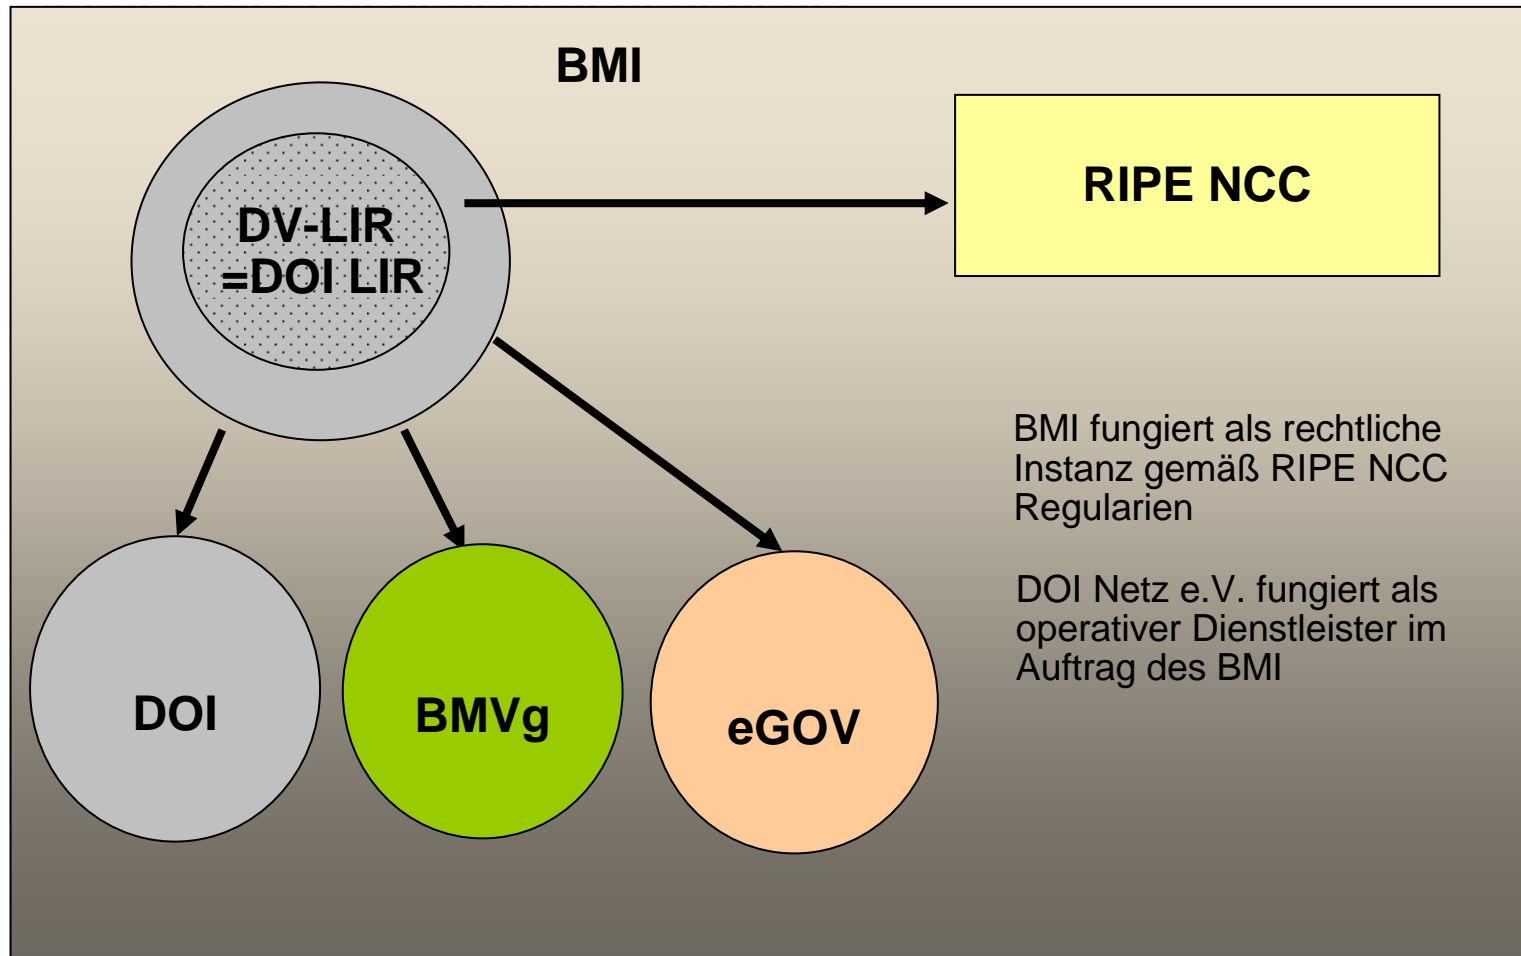 BMI
RIPE NCC
DV-LIR
=DOI LIR
BMI fungiert als rechtliche
Instanz gemäß RIPE NCC
Regularien
DOI Netz e.V. fungiert als
operativer Dienstleister im
Auftrag des BMI
DOI
BMVg
eGOV